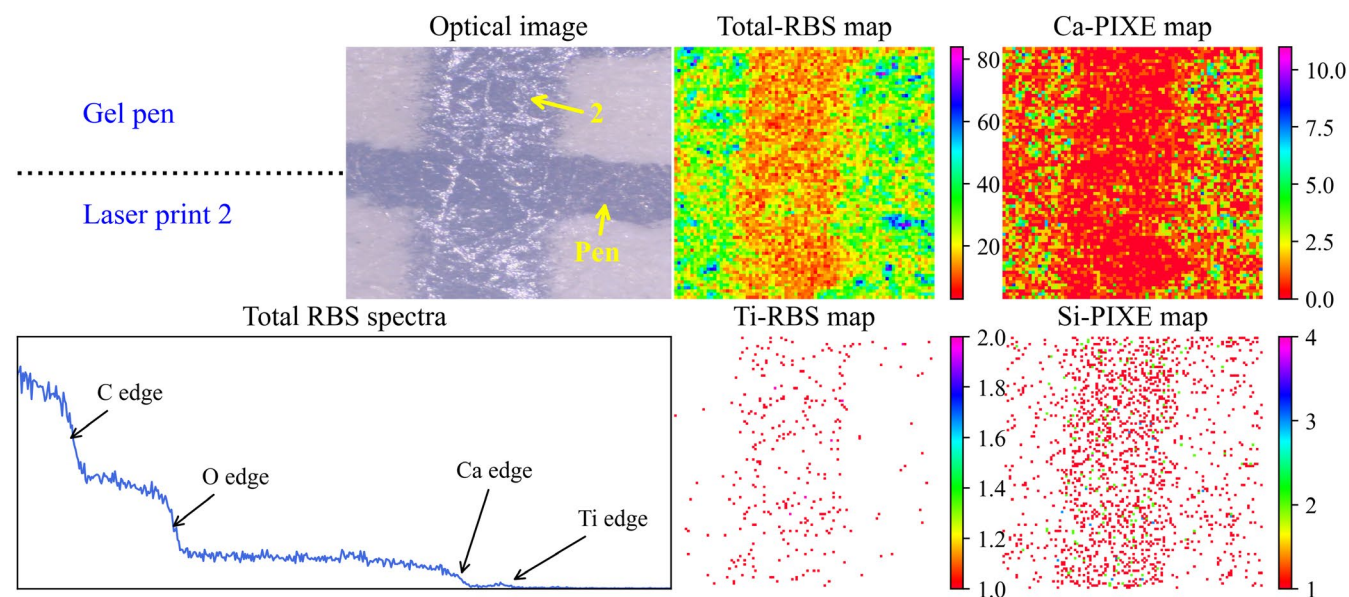 Optical image
Total-RBS map
Ca-PIXE map
Gel pen
Laser print 2
2
Pen
80
60
40
20
10.0
7.5
5.0
2.5
0.0
Total RBS spectra
Ti-RBS map
Si-PIXE map
C edge
O edge
Ca edge
Ti edge
2.0
1.8
1.6
1.4
1.2
1.0
4
3
2
1